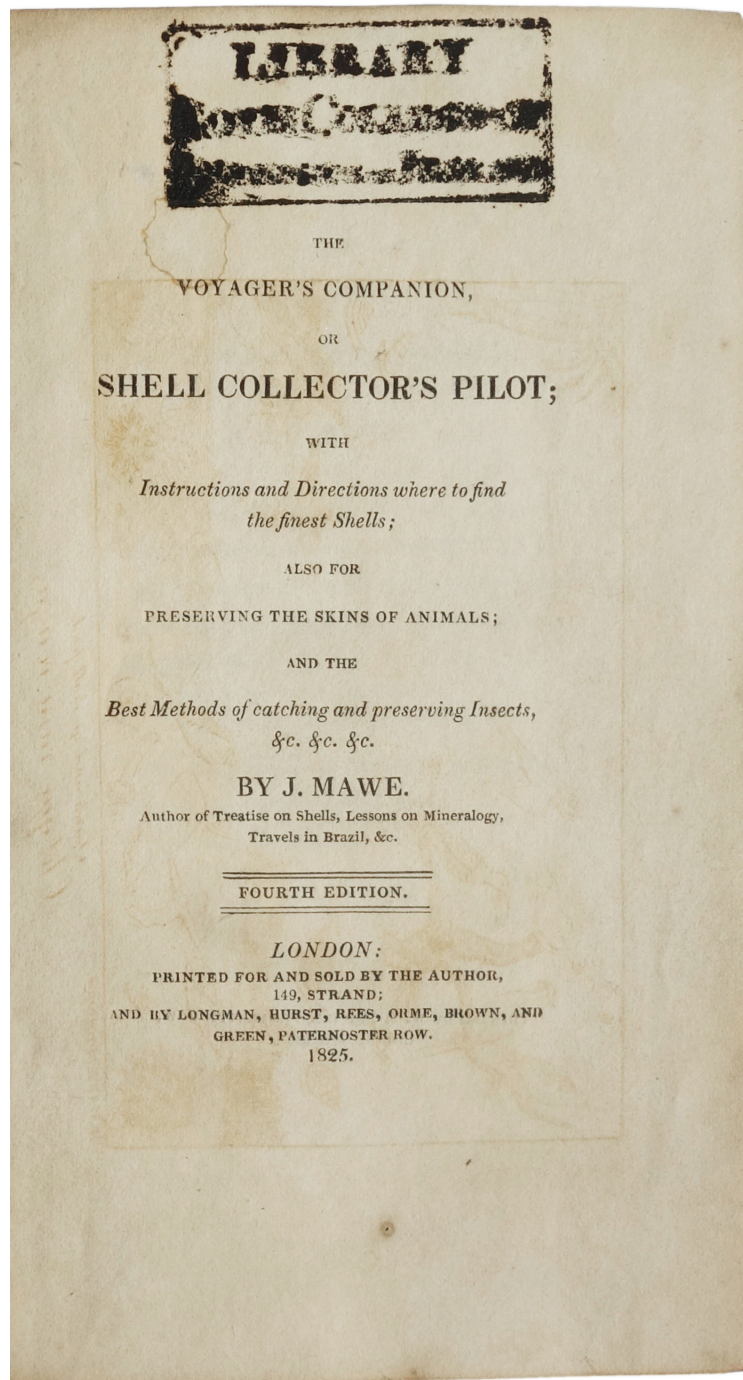 LIBRARY
THE
VOYAGER'S COMPANION,
OR
SHELL COLLECTOR'S PILOT;
WITH
Instructions and Directions where to find
the finest Shells;
ALSO FOR
PRESERVING THE SKINS OF ANIMALS;
AND THE
Best Methods of catching and preserving Insects,
&c. &c. &c.
BY J. MAWE.
Author of Treatise on Shells, Lessons on Mineralogy,
Travels in Brazil, &c.
FOURTH EDITION.
LONDON:
PRINTED FOR AND SOLD BY THE AUTHOR,
149, STRAND;
AND BY LONGMAN, HURST, REES, ORME, BROWN, AND
GREEN, PATERNOSTER ROW.
1825.